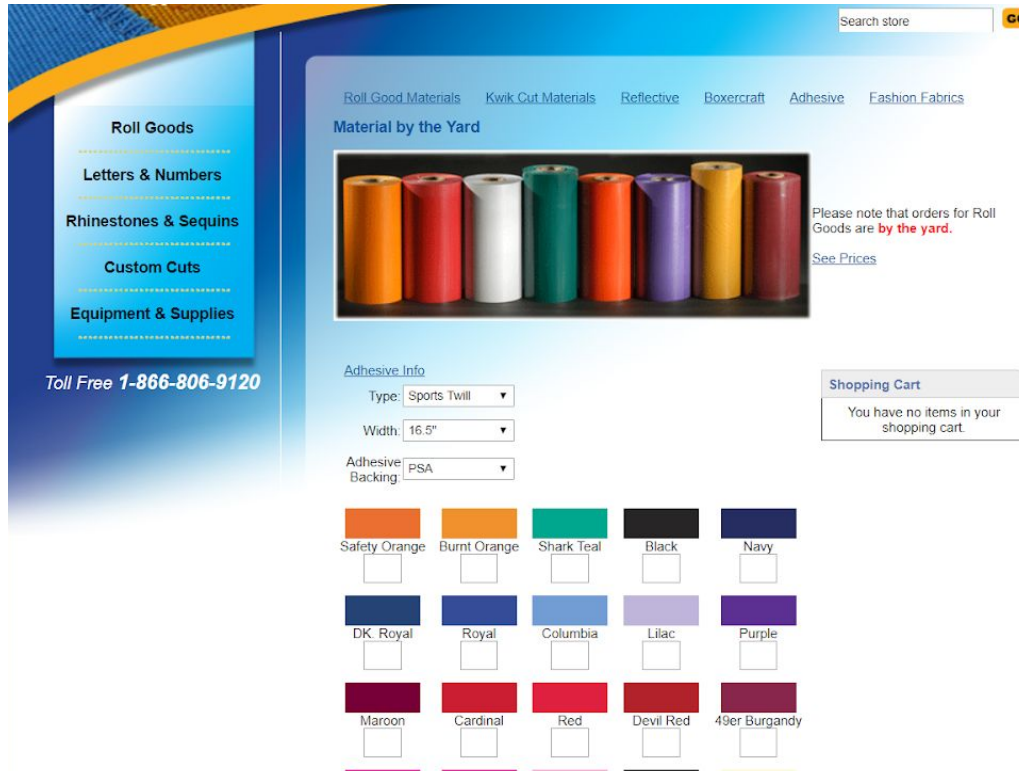 Search store
Roll Good Materials Kwik Cut Materials Reflective Boxercraft Adhesive Fashion Fabrics
Material by the Yard
Roll Goods
Letters & Numbers
Rhinestones & Sequins
Custom Cuts
Equipment & Supplies
Toll Free 1-866-806-9120
Please note that orders for Roll
Goods are by the yard.
See Prices
Adhesive Info
Type: Sports Twill
Width: 16.5"
Adhesive
Backing: PSA
Shopping Cart
You have no items in your
shopping cart.
Safety Orange Burnt Orange Shark Teal Black Navy
DK. Royal Royal Columbia Lilac Purple
Maroon Cardinal Red Devil Red 49er Burgandy